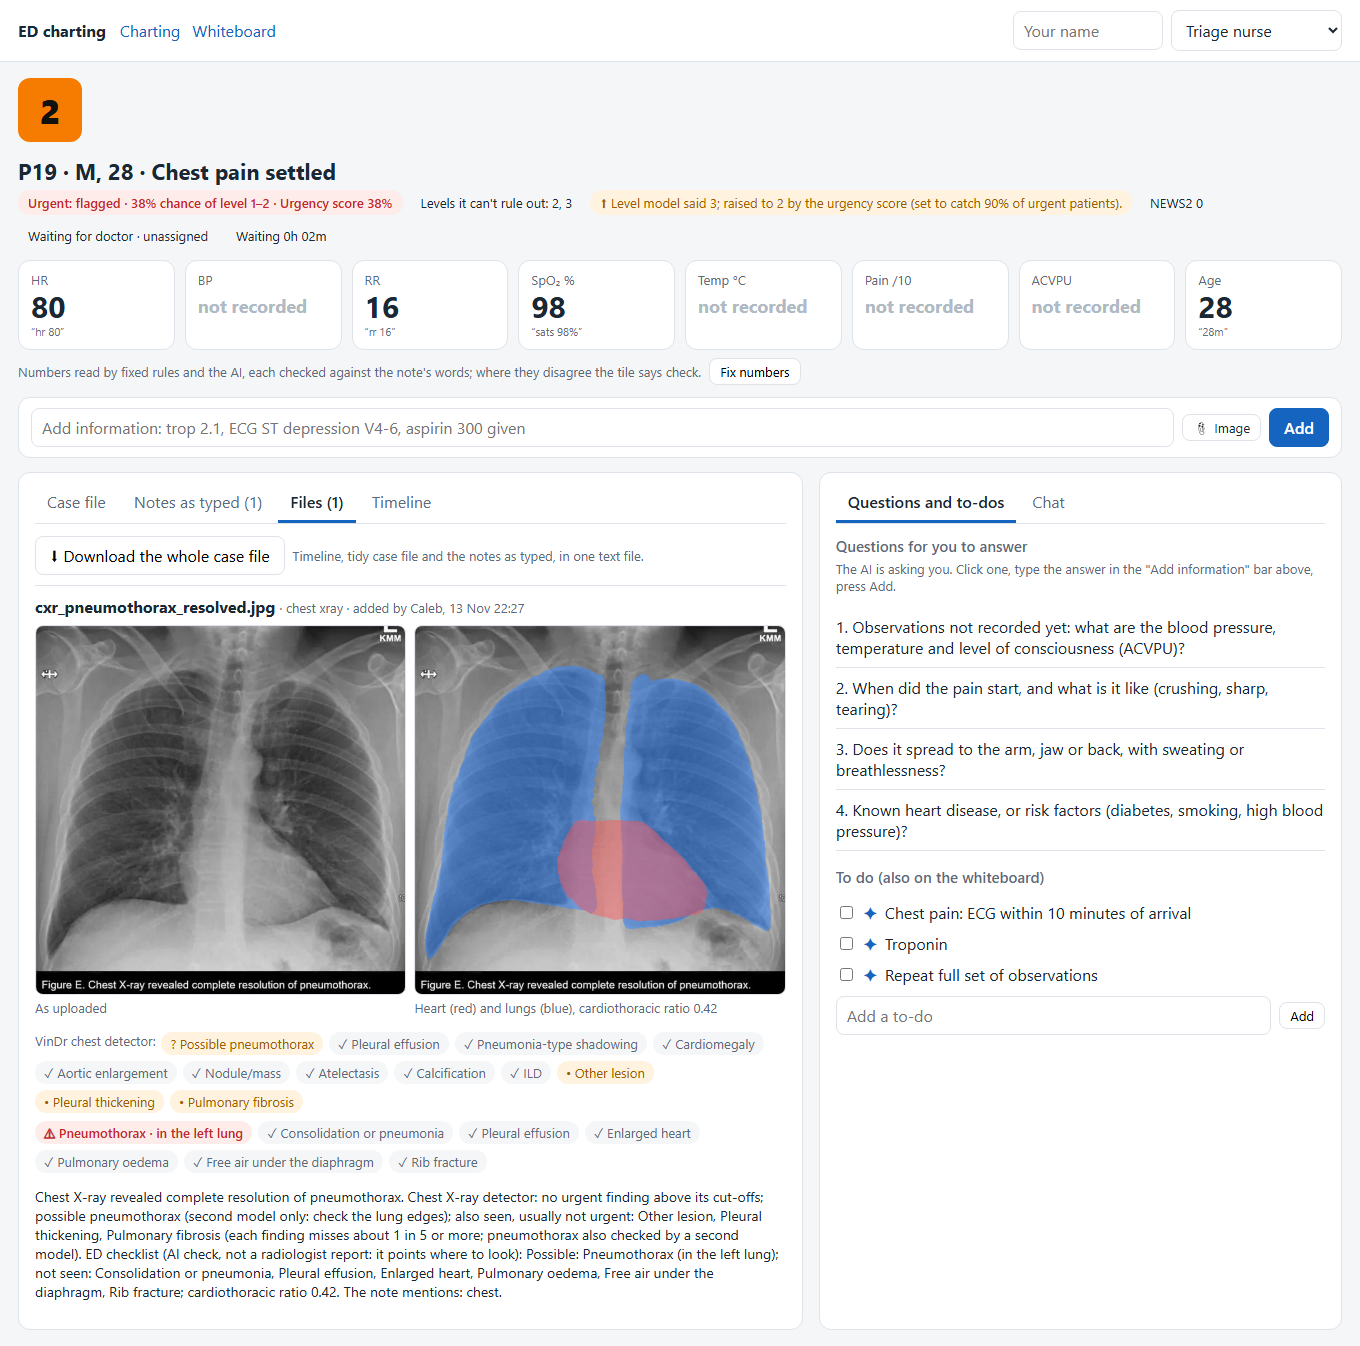 ED charting Charting Whiteboard Your name Triage nurse
2
P19 · M, 28 · Chest pain settled
Urgent: flagged · 38% chance of level 1–2 · Urgency score 38% Levels it can't rule out: 2, 3 ⬆ Level model said 3; raised to 2 by the urgency score (set to catch 90% of urgent patients). NEWS2 0
Waiting for doctor · unassigned Waiting 0h 02m
HR BP RR SpO₂ % Temp °C Pain /10 ACVPU Age
80 not recorded 16 98 not recorded not recorded not recorded 28
"hr 80" "rr 16" "sats 98%" "28m"
Numbers read by fixed rules and the AI, each checked against the note's words; where they disagree the tile says check. Fix numbers
Add information: trop 2.1, ECG ST depression V4-6, aspirin 300 given Image Add
Case file Notes as typed (1) Files (1) Timeline
⬇ Download the whole case file Timeline, tidy case file and the notes as typed, in one text file.
cxr_pneumothorax_resolved.jpg · chest xray · added by Caleb, 13 Nov 22:27
KMM
KMM
Figure E. Chest X-ray revealed complete resolution of pneumothorax.
Figure E. Chest X-ray revealed complete resolution of pneumothorax.
As uploaded
Heart (red) and lungs (blue), cardiothoracic ratio 0.42
VinDr chest detector: ? Possible pneumothorax ✓ Pleural effusion ✓ Pneumonia-type shadowing ✓ Cardiomegaly
✓ Aortic enlargement ✓ Nodule/mass ✓ Atelectasis ✓ Calcification ✓ ILD • Other lesion
• Pleural thickening • Pulmonary fibrosis
⚠ Pneumothorax · in the left lung ✓ Consolidation or pneumonia ✓ Pleural effusion ✓ Enlarged heart
✓ Pulmonary oedema ✓ Free air under the diaphragm ✓ Rib fracture
Chest X-ray revealed complete resolution of pneumothorax. Chest X-ray detector: no urgent finding above its cut-offs;
possible pneumothorax (second model only: check the lung edges); also seen, usually not urgent: Other lesion, Pleural
thickening, Pulmonary fibrosis (each finding misses about 1 in 5 or more; pneumothorax also checked by a second
model). ED checklist (AI check, not a radiologist report: it points where to look): Possible: Pneumothorax (in the left lung);
not seen: Consolidation or pneumonia, Pleural effusion, Enlarged heart, Pulmonary oedema, Free air under the
diaphragm, Rib fracture; cardiothoracic ratio 0.42. The note mentions: chest.
Questions and to-dos Chat
Questions for you to answer
The AI is asking you. Click one, type the answer in the "Add information" bar above,
press Add.
1. Observations not recorded yet: what are the blood pressure,
temperature and level of consciousness (ACVPU)?
2. When did the pain start, and what is it like (crushing, sharp,
tearing)?
3. Does it spread to the arm, jaw or back, with sweating or
breathlessness?
4. Known heart disease, or risk factors (diabetes, smoking, high blood
pressure)?
To do (also on the whiteboard)
✦ Chest pain: ECG within 10 minutes of arrival
✦ Troponin
✦ Repeat full set of observations
Add a to-do Add